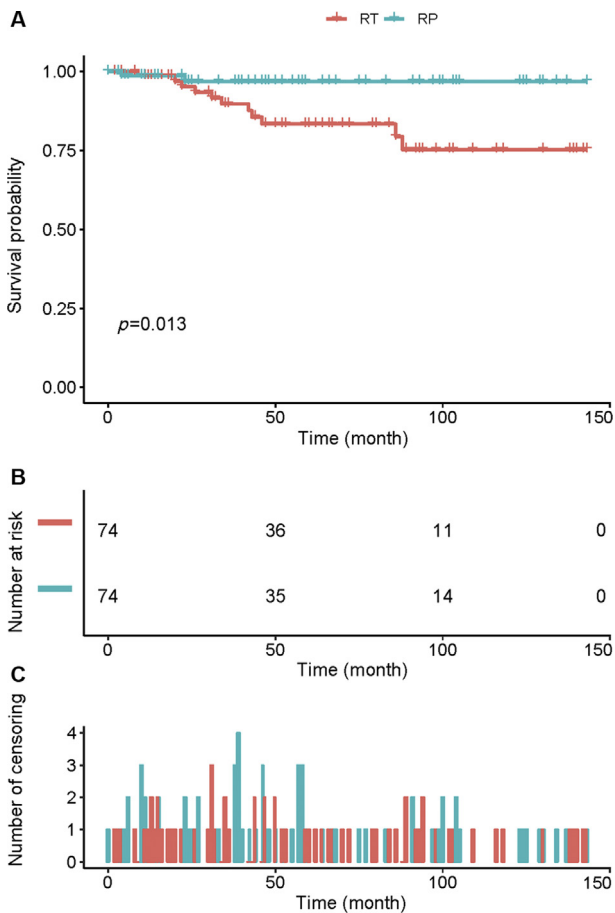 A
RT RP
Survival probability
1.00
0.75
0.50
0.25
0.00
p=0.013
0 50 100 150
Time (month)
B
Number at risk
74 36 11 0
74 35 14 0
0 50 100 150
Time (month)
C
Number of censoring
4
3
2
1
0
0 50 100 150
Time (month)